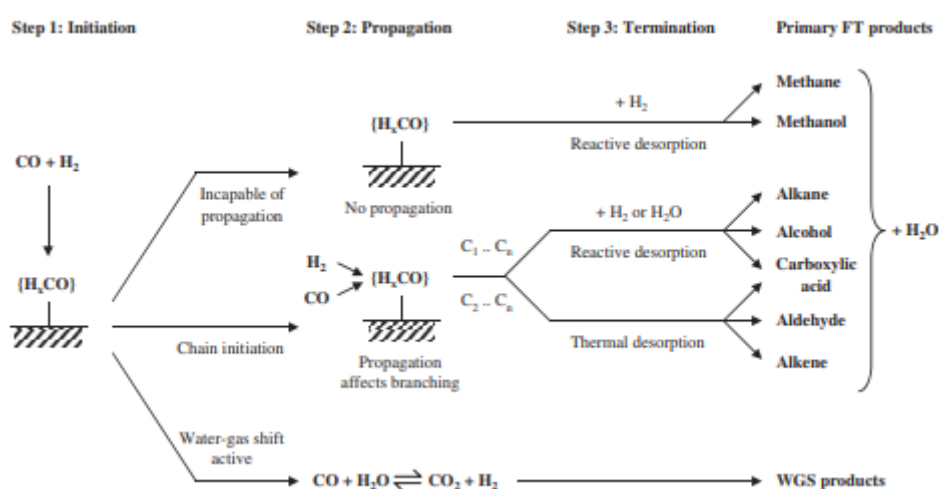 Step 1: Initiation Step 2: Propagation Step 3: Termination Primary FT products
Methane
+ H₂
{HₓCO} Methanol
Reactive desorption
CO + H₂
Incapable of
propagation
No propagation
Alkane
+ H₂ or H₂O
Alcohol + H₂O
Reactive desorption
C₁ .. Cₙ
H₂
{HₓCO} {HₓCO} Carboxylic
acid
CO
C₂ .. Cₙ
Aldehyde
Chain initiation Thermal desorption
Propagation
affects branching
Alkene
Water-gas shift
active
CO + H₂O ⇌ CO₂ + H₂ WGS products